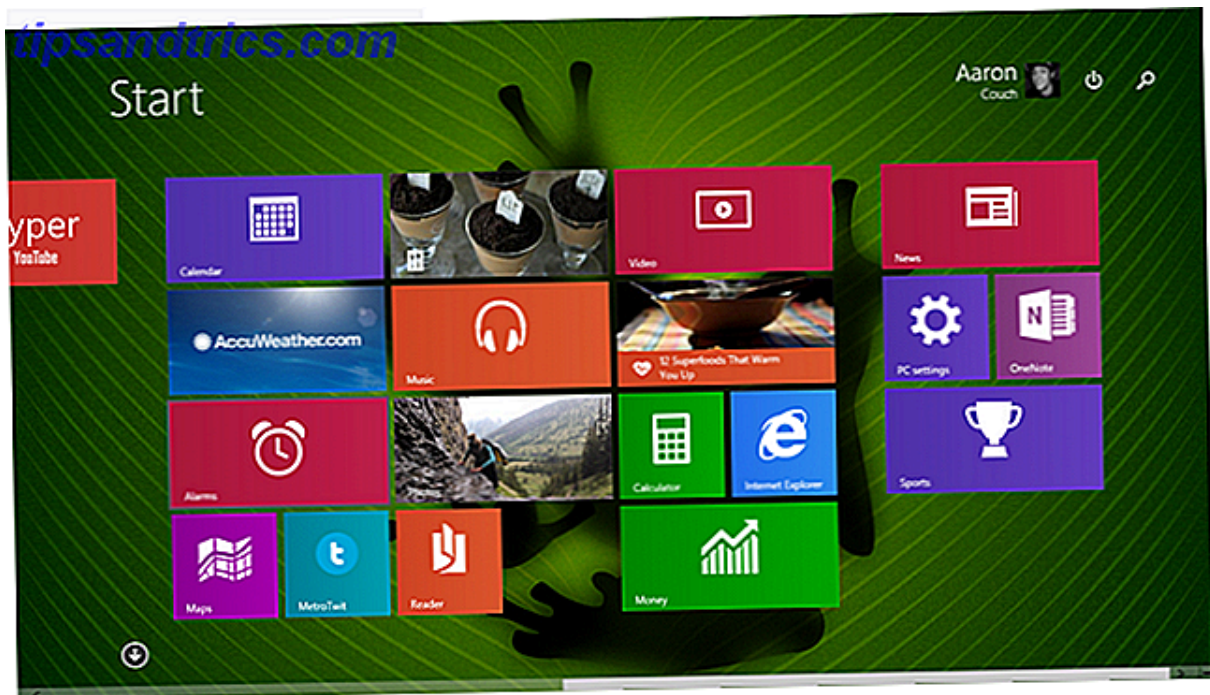 tipsandtrics.com
Start
Aaron
Couch
yper
YouTube
Calendar
Video
News
AccuWeather.com
Music
12 Superfoods That Warm
You Up
PC settings
N
OneNote
Alarms
Calculator
Internet Explorer
Sports
Maps
MetroTwit
Reader
Money